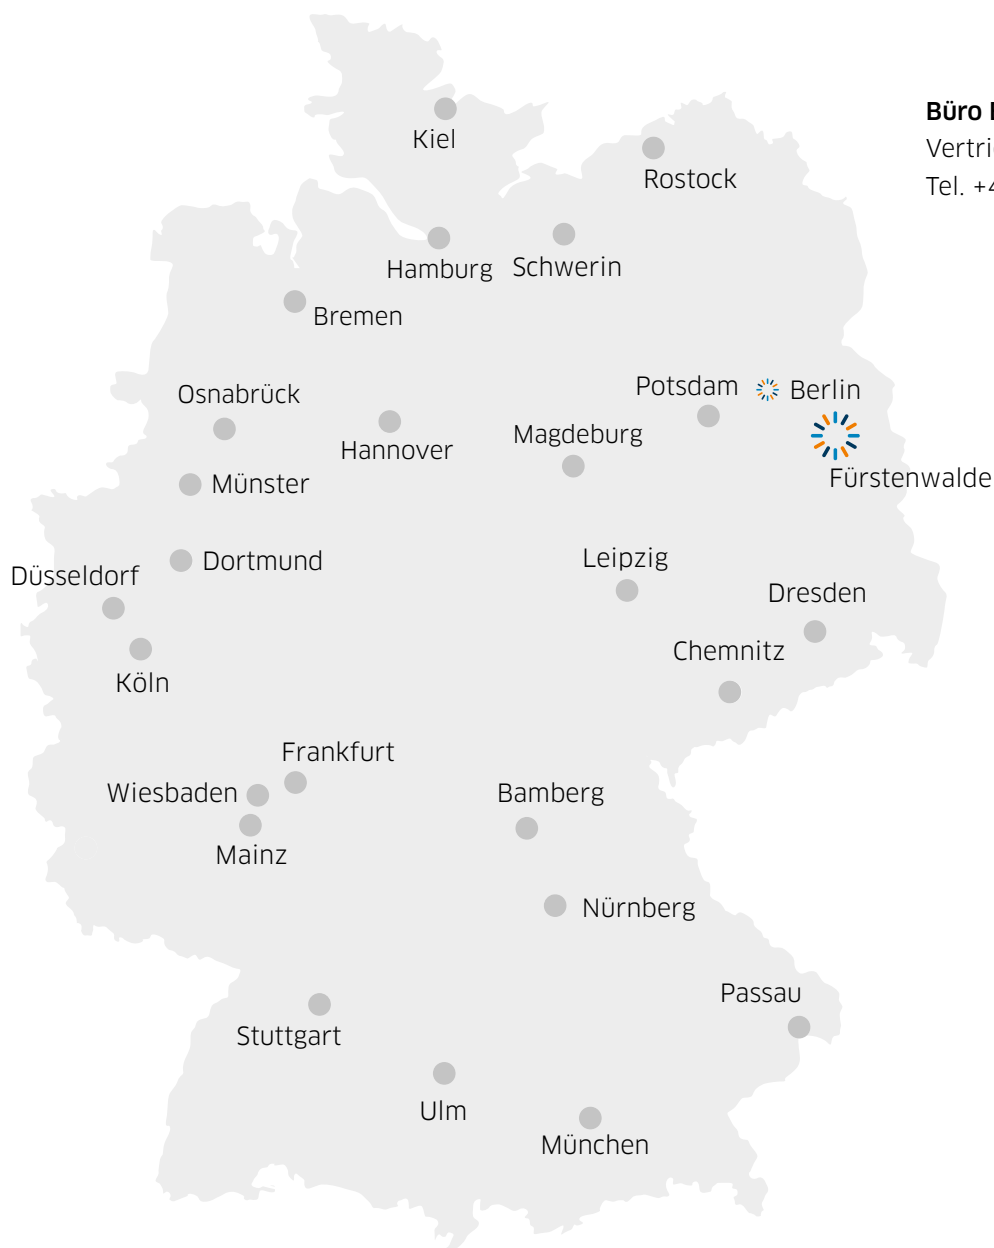 Büro
Kiel
Vertri
Rostock
Tel. +4
Hamburg
Schwerin
Bremen
Osnabrück
Potsdam
Berlin
Hannover
Magdeburg
Fürstenwalde
Münster
Dortmund
Leipzig
Düsseldorf
Dresden
Chemnitz
Köln
Frankfurt
Wiesbaden
Bamberg
Mainz
Nürnberg
Passau
Stuttgart
Ulm
München